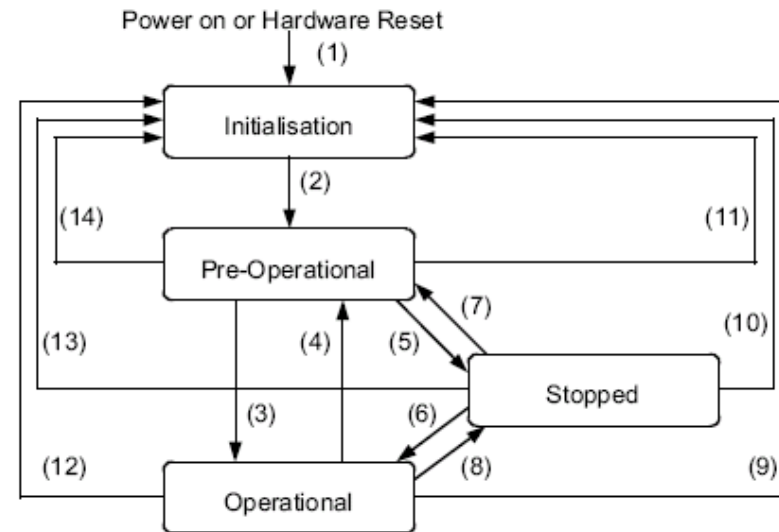 Power on or Hardware Reset
(1)
Initialisation
(2)
(14)
(11)
Pre-Operational
(7)
(13)
(4)
(5)
(10)
Stopped
(3)
(6)
(12)
(8)
(9)
Operational